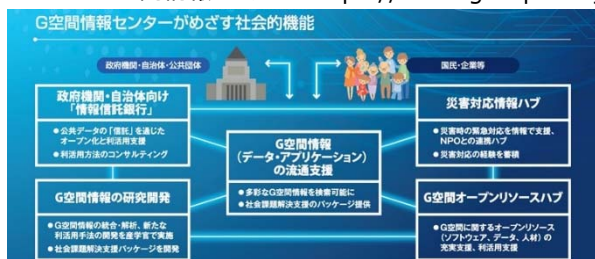 G空間情報センターがめざす社会的機能
政府機関・自治体・公共団体
国民・企業等
政府機関・自治体向け
「情報信託銀行」
●公共データの「信託」を通じた
オープン化と利活用支援
●利活用方法のコンサルティング
災害対応情報ハブ
●災害時の緊急対応を情報で支援、
NPOとの連携ハブ
●災害対応の経験を蓄積
G空間情報
(データ・アプリケーション)
の流通支援
●多彩なG空間情報を検索可能に
●社会課題解決支援のパッケージ提供
G空間情報の研究開発
●G空間情報の統合・解析、新たな
利活用手法の開発を産学官で実施
●社会課題解決支援パッケージを開発
G空間オープンリソースハブ
●G空間に関するオープンリソース
(ソフトウェア、データ、人材)の
充実支援、利活用支援